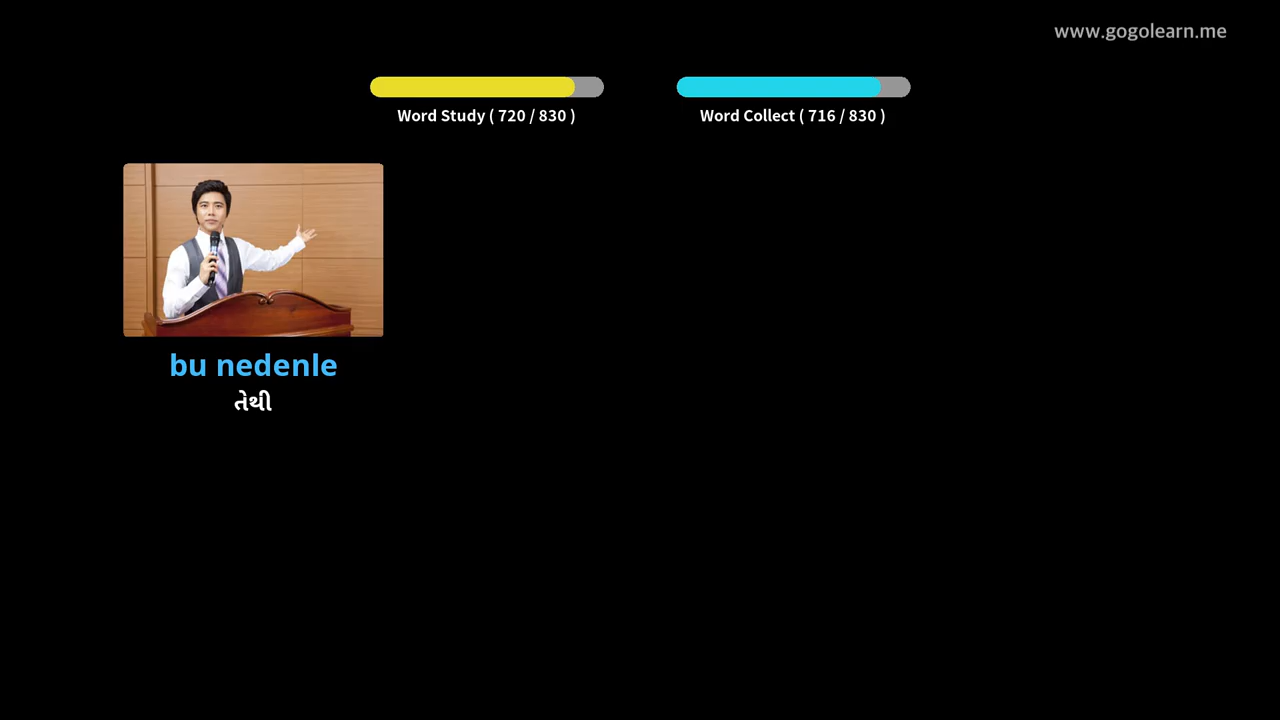 www.gogolearn.me
Word Study ( 720 / 830 )
Word Collect ( 716 / 830 )
bu nedenle
તેથી